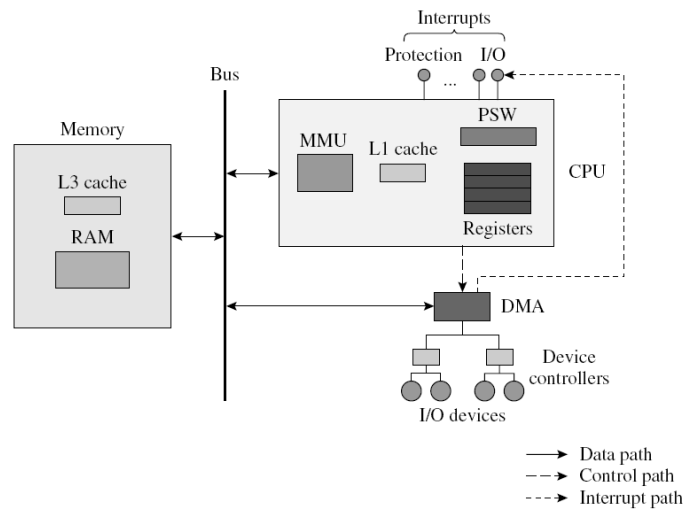 Interrupts
Protection I/O
...
Bus
PSW
Memory
MMU
L1 cache
CPU
L3 cache
RAM
Registers
DMA
Device
controllers
I/O devices
Data path
Control path
Interrupt path